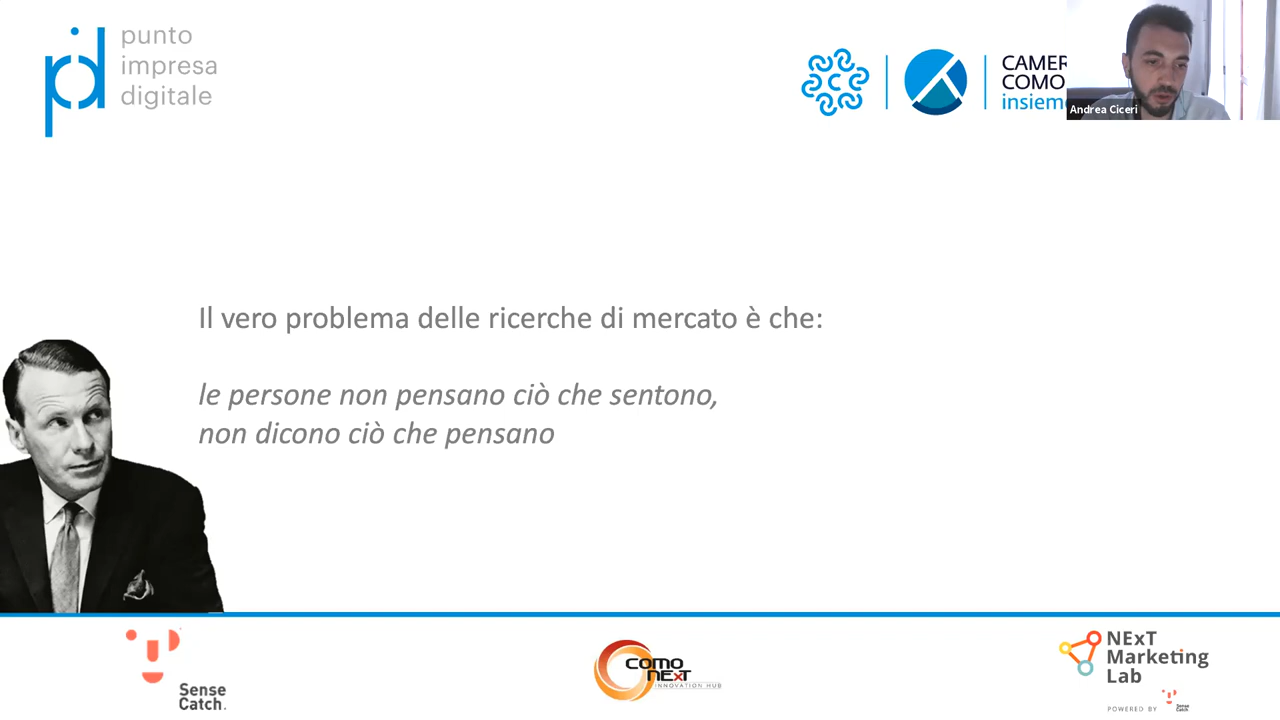 punto
impresa
digitale
CAMER
COMO
insiem
Andrea Ciceri
Il vero problema delle ricerche di mercato è che:
le persone non pensano ciò che sentono,
non dicono ciò che pensano
Sense
Catch.
COMO
NExT
INNOVATION HUB
NExT
Marketing
Lab
POWERED BY
Sense
Catch